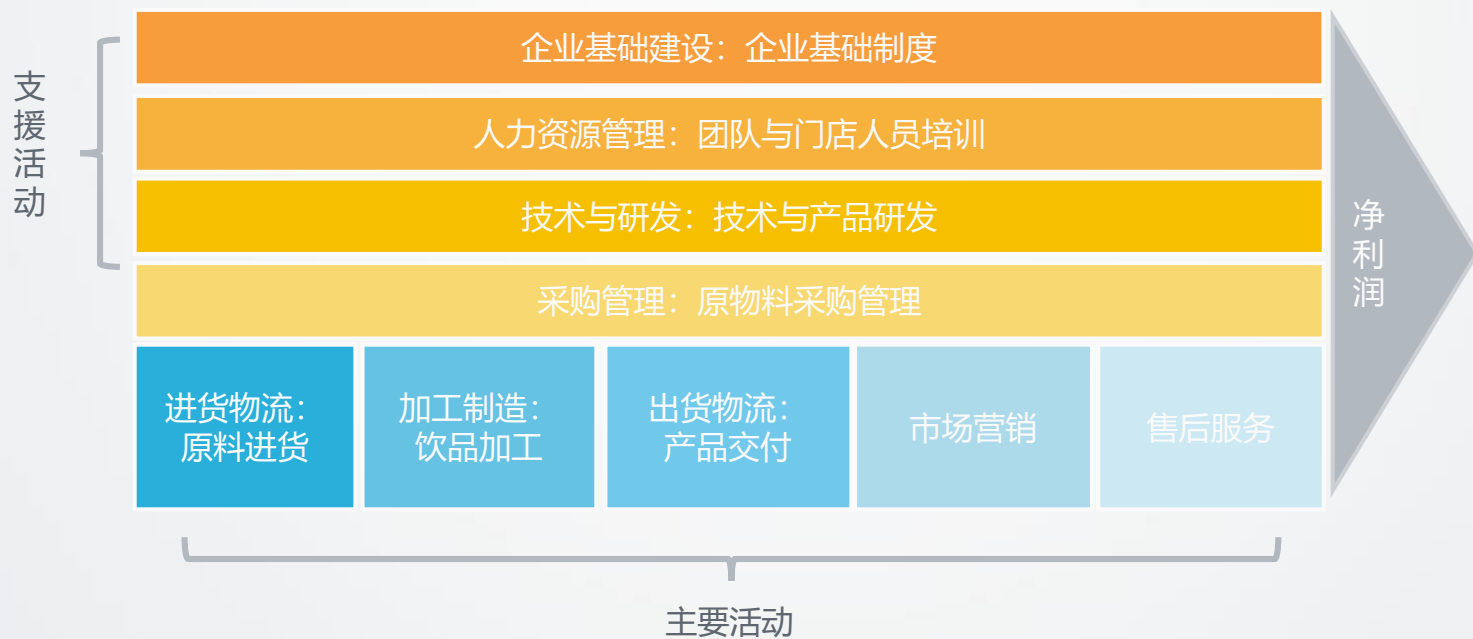 支援活动
企业基础建设：企业基础制度
人力资源管理：团队与门店人员培训
技术与研发：技术与产品研发
采购管理：原物料采购管理
进货物流：
原料进货
加工制造：
饮品加工
出货物流：
产品交付
市场营销
售后服务
净利润
主要活动